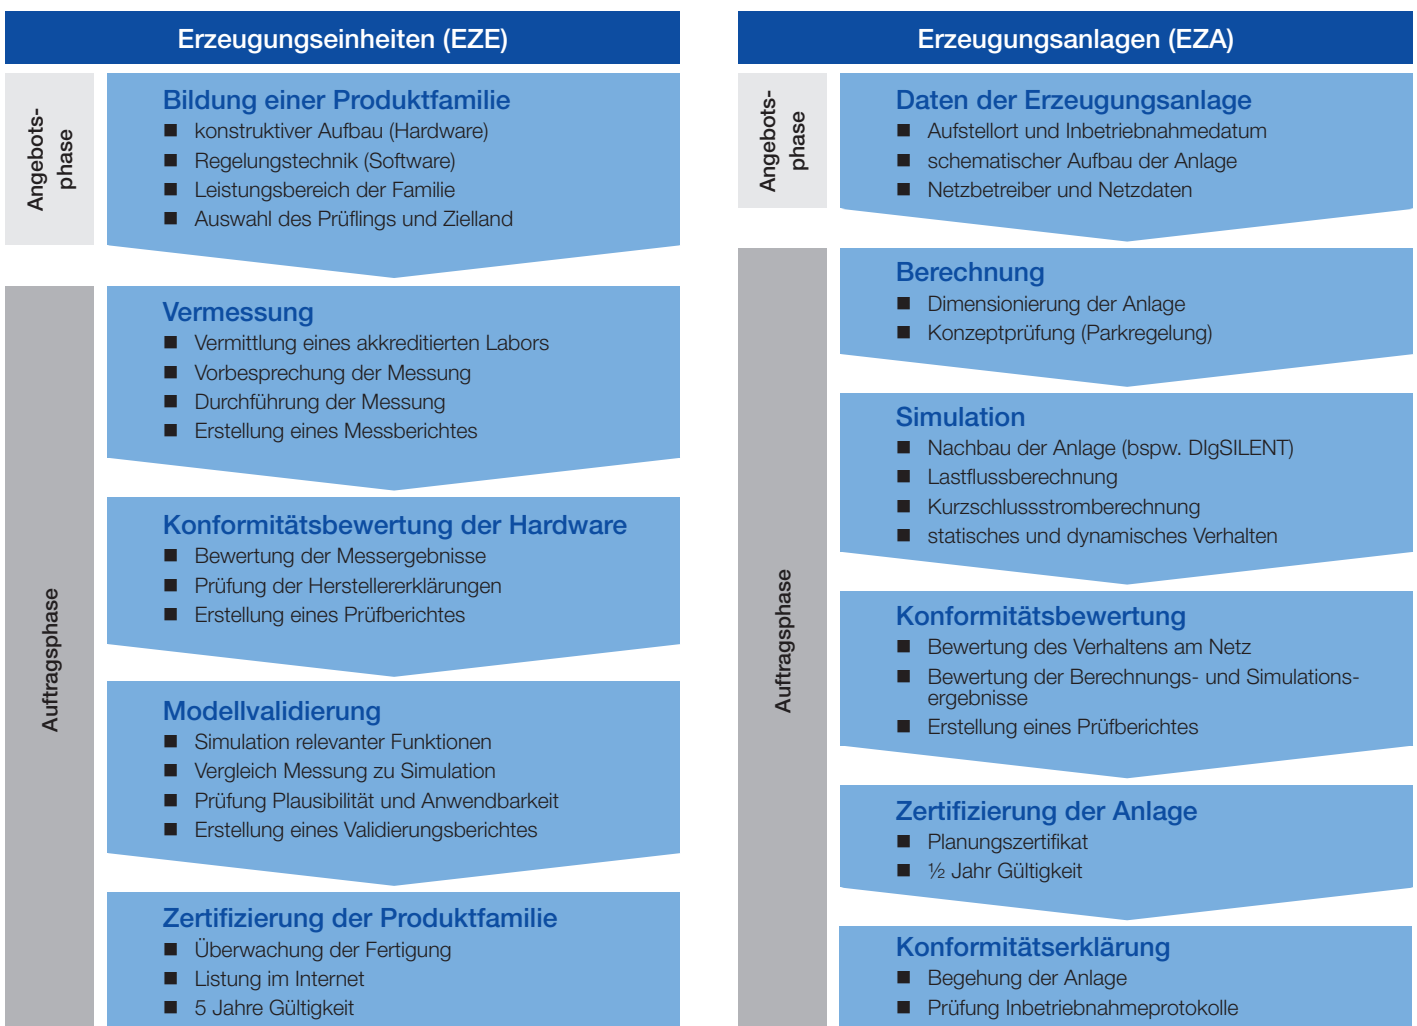 Erzeugungseinheiten (EZE)
Angebots-
phase
Bildung einer Produktfamilie
■ konstruktiver Aufbau (Hardware)
■ Regelungstechnik (Software)
■ Leistungsbereich der Familie
■ Auswahl des Prüflings und Zielland
Auftragsphase
Vermessung
■ Vermittlung eines akkreditierten Labors
■ Vorbesprechung der Messung
■ Durchführung der Messung
■ Erstellung eines Messberichtes
Konformitätsbewertung der Hardware
■ Bewertung der Messergebnisse
■ Prüfung der Herstellererklärungen
■ Erstellung eines Prüfberichtes
Modellvalidierung
■ Simulation relevanter Funktionen
■ Vergleich Messung zu Simulation
■ Prüfung Plausibilität und Anwendbarkeit
■ Erstellung eines Validierungsberichtes
Zertifizierung der Produktfamilie
■ Überwachung der Fertigung
■ Listung im Internet
■ 5 Jahre Gültigkeit
Erzeugungsanlagen (EZA)
Angebots-
phase
Daten der Erzeugungsanlage
■ Aufstellort und Inbetriebnahmedatum
■ schematischer Aufbau der Anlage
■ Netzbetreiber und Netzdaten
Auftragsphase
Berechnung
■ Dimensionierung der Anlage
■ Konzeptprüfung (Parkregelung)
Simulation
■ Nachbau der Anlage (bspw. DIgSILENT)
■ Lastflussberechnung
■ Kurzschlussstromberechnung
■ statisches und dynamisches Verhalten
Konformitätsbewertung
■ Bewertung des Verhaltens am Netz
■ Bewertung der Berechnungs- und Simulations-
ergebnisse
■ Erstellung eines Prüfberichtes
Zertifizierung der Anlage
■ Planungszertifikat
■ ½ Jahr Gültigkeit
Konformitätserklärung
■ Begehung der Anlage
■ Prüfung Inbetriebnahmeprotokolle